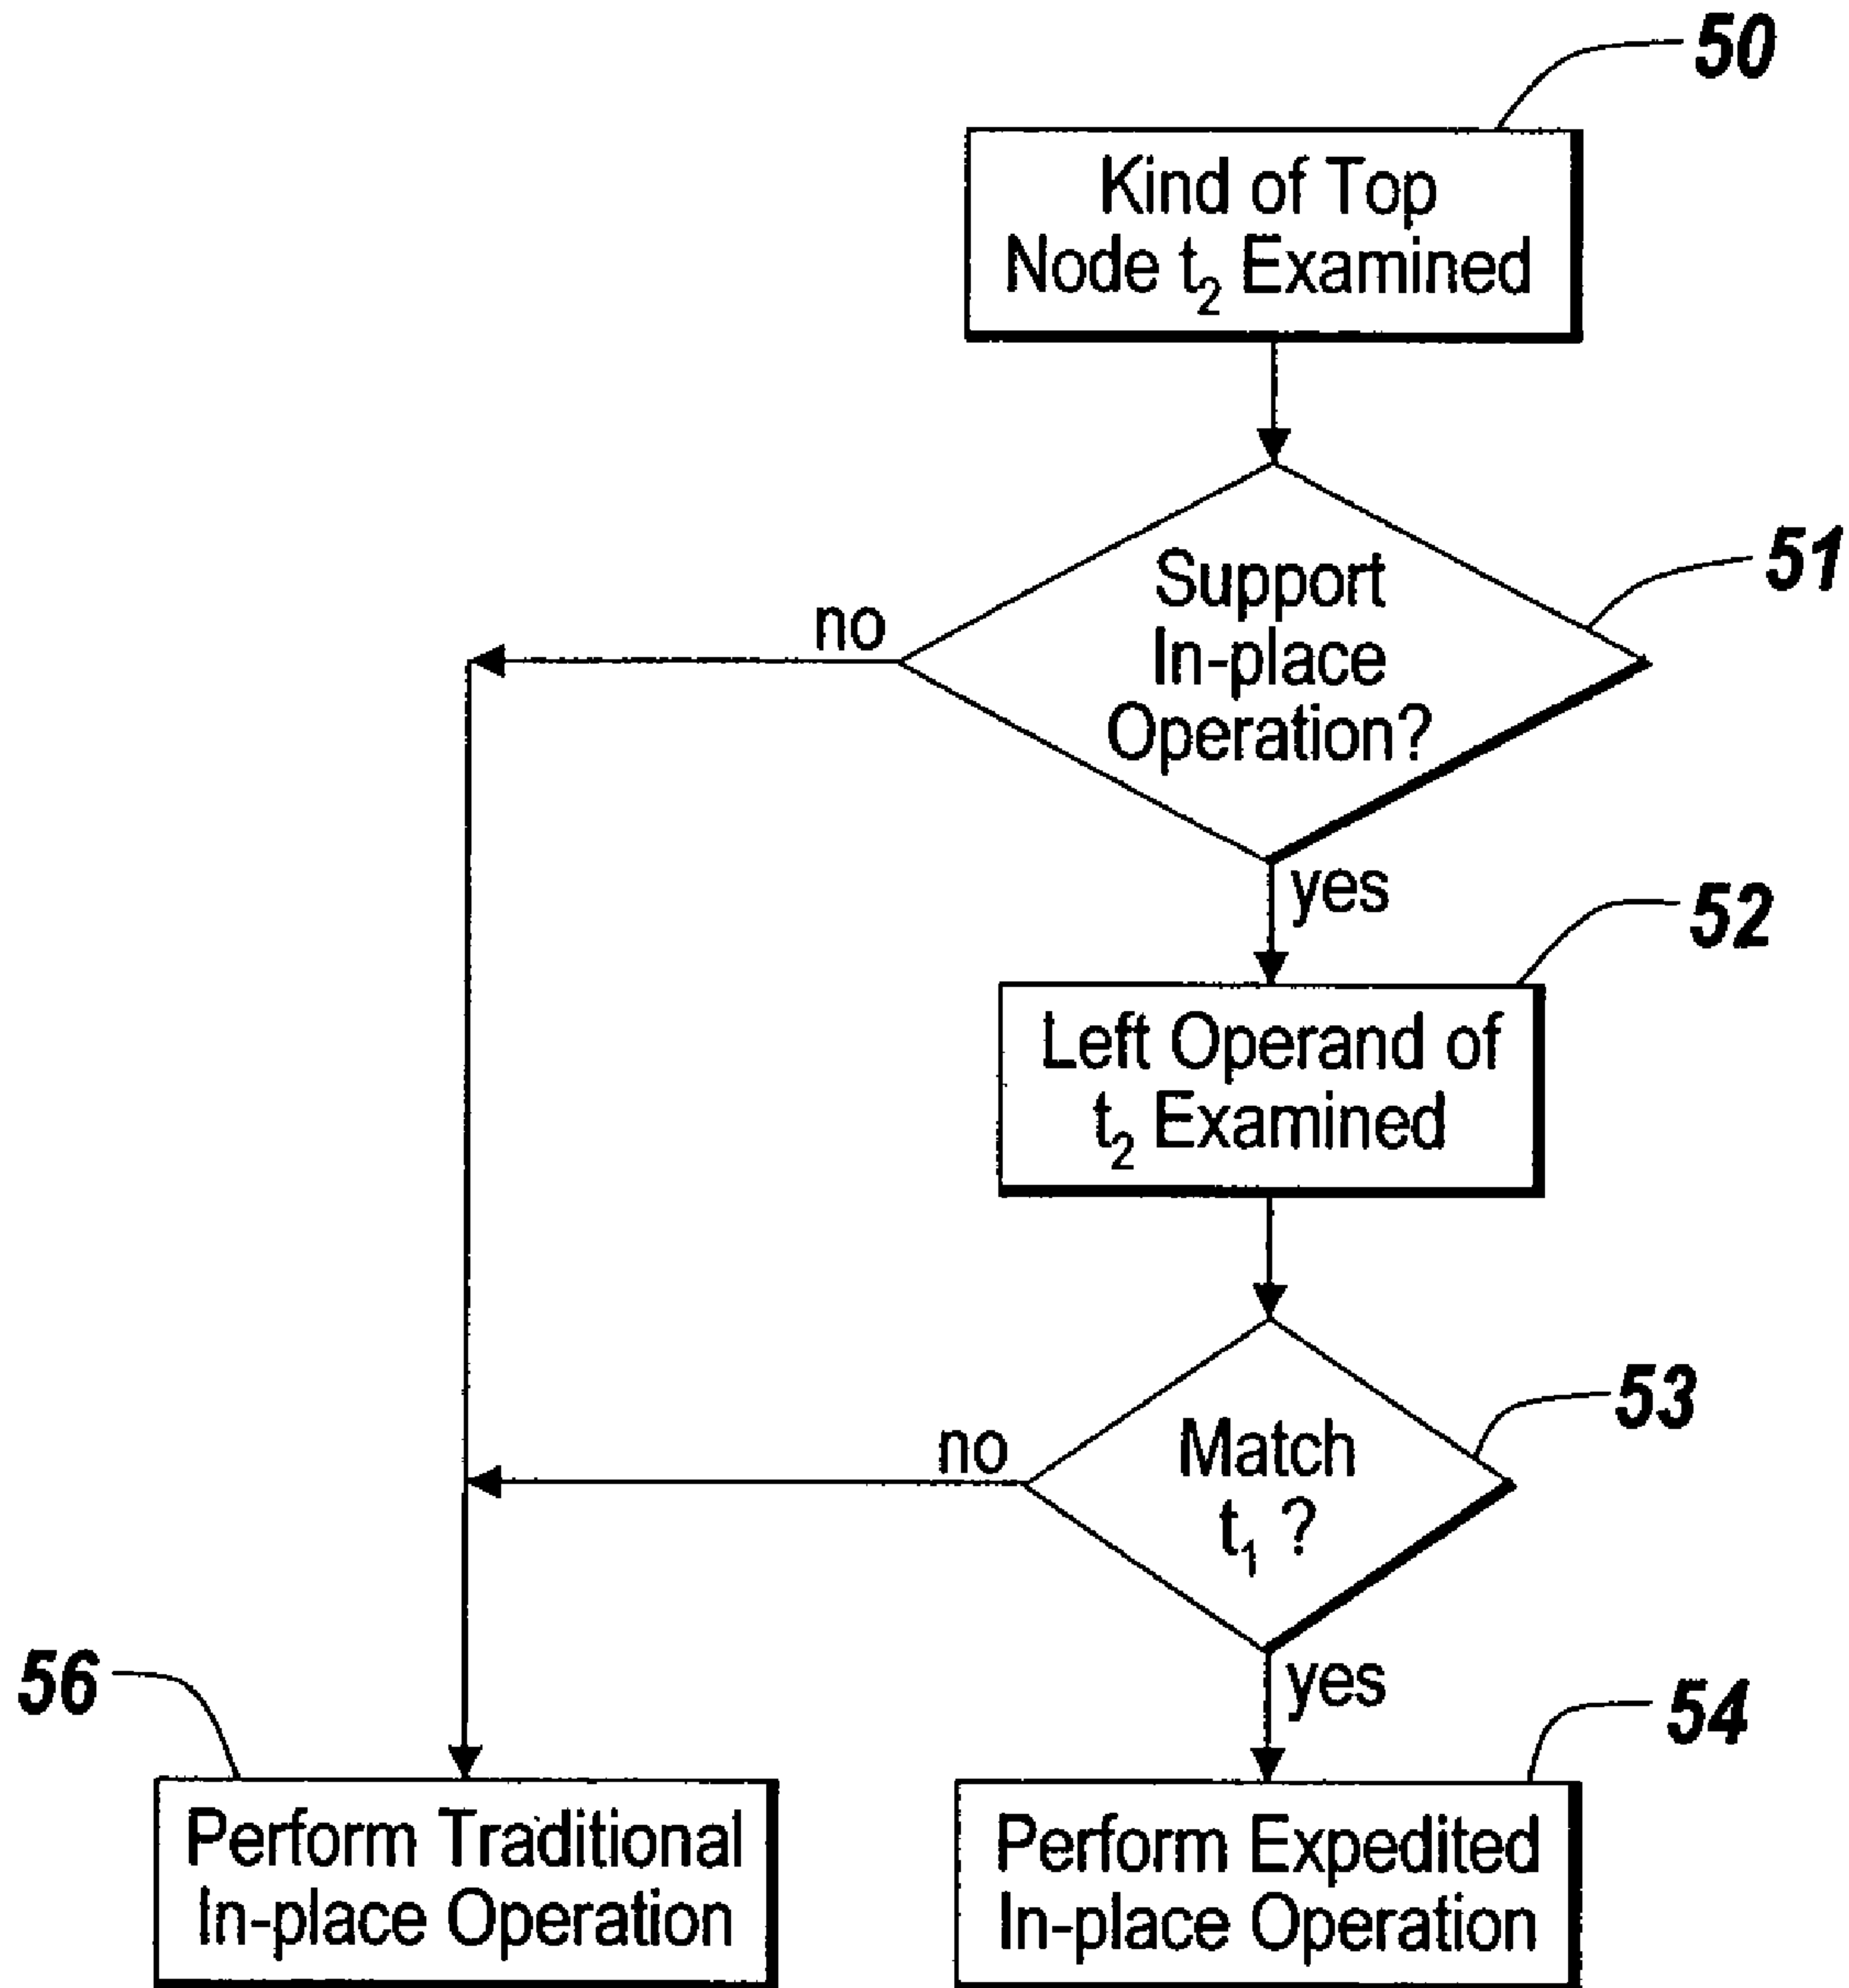 50
Kind of Top
Node t₂ Examined
51
Support
In-place
Operation?
no
yes
52
Left Operand of
t₂ Examined
53
Match
t₁ ?
no
yes
56
54
Perform Traditional
In-place Operation
Perform Expedited
In-place Operation